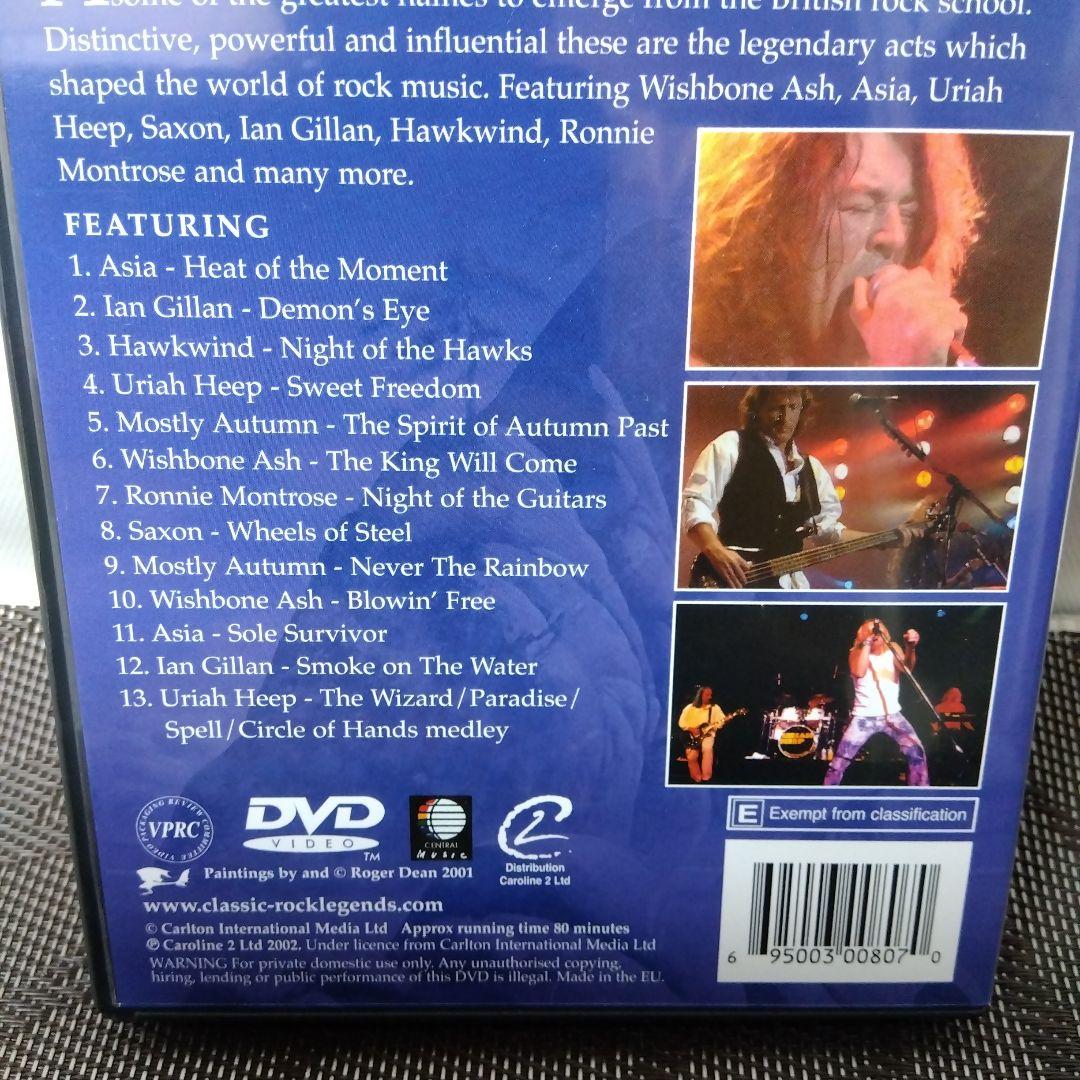 some of the greatest names to emerge from the British rock school.
Distinctive, powerful and influential these are the legendary acts which
shaped the world of rock music. Featuring Wishbone Ash, Asia, Uriah
Heep, Saxon, Ian Gillan, Hawkwind, Ronnie
Montrose and many more.
FEATURING
1. Asia - Heat of the Moment
2. Ian Gillan - Demon's Eye
3. Hawkwind - Night of the Hawks
4. Uriah Heep - Sweet Freedom
5. Mostly Autumn - The Spirit of Autumn Past
6. Wishbone Ash - The King Will Come
7. Ronnie Montrose - Night of the Guitars
8. Saxon - Wheels of Steel
9. Mostly Autumn - Never The Rainbow
10. Wishbone Ash - Blowin' Free
11. Asia - Sole Survivor
12. Ian Gillan - Smoke on The Water
13. Uriah Heep - The Wizard/Paradise/
Spell/Circle of Hands medley
VIDEO PACKAGING REVIEW COMMITTEE
VPRC
DVD
VIDEO
TM
CENTRAL
MUSIC
C2
Distribution
Caroline 2 Ltd
E Exempt from classification
Paintings by and © Roger Dean 2001
www.classic-rocklegends.com
© Carlton International Media Ltd Approx running time 80 minutes
℗ Caroline 2 Ltd 2002. Under licence from Carlton International Media Ltd
WARNING For private domestic use only. Any unauthorised copying,
hiring, lending or public performance of this DVD is illegal. Made in the EU.
6 95003 00807 0